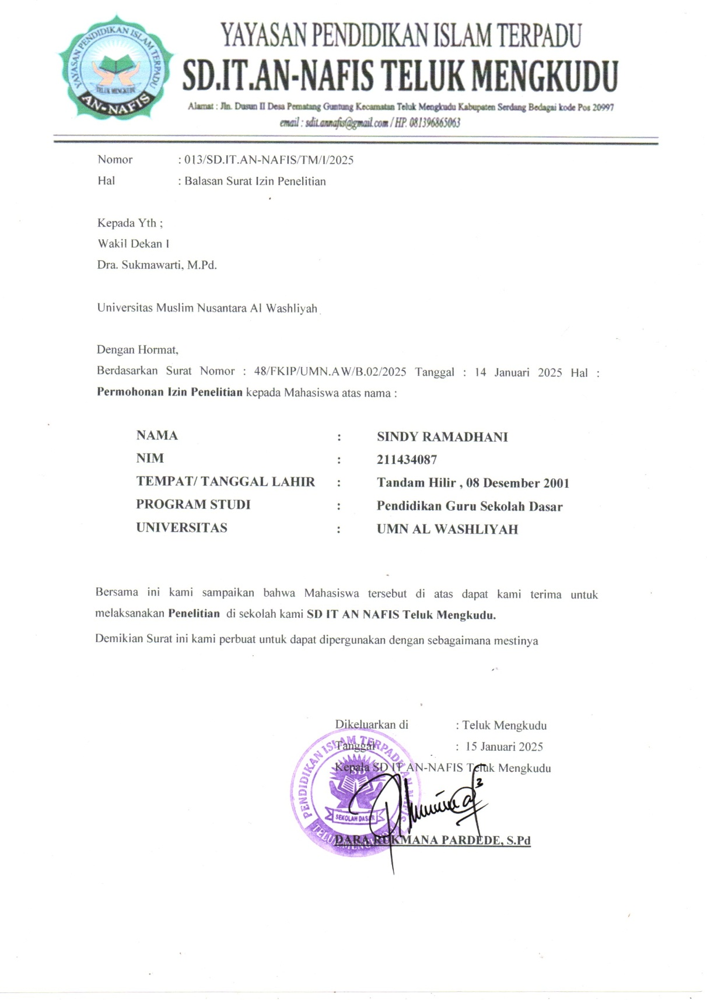 YAYASAN PENDIDIKAN ISLAM TERPADU
TELUK MENGKUDU
AN-NAFIS
YAYASAN PENDIDIKAN ISLAM TERPADU
SD.IT.AN-NAFIS TELUK MENGKUDU
Alamat : Jln. Dusun II Desa Pematang Guntung Kecamatan Teluk Mengkudu Kabupaten Serdang Bedagai kode Pos 20997
email : sdit.annafis@gmail.com / HP. 081396865063
Nomor : 013/SD.IT.AN-NAFIS/TM/I/2025
Hal : Balasan Surat Izin Penelitian
Kepada Yth ;
Wakil Dekan I
Dra. Sukmawarti, M.Pd.
Universitas Muslim Nusantara Al Washliyah
Dengan Hormat,
Berdasarkan Surat Nomor : 48/FKIP/UMN.AW/B.02/2025 Tanggal : 14 Januari 2025 Hal :
Permohonan Izin Penelitian kepada Mahasiswa atas nama :
NAMA : SINDY RAMADHANI
NIM : 211434087
TEMPAT/ TANGGAL LAHIR : Tandam Hilir , 08 Desember 2001
PROGRAM STUDI : Pendidikan Guru Sekolah Dasar
UNIVERSITAS : UMN AL WASHLIYAH
Bersama ini kami sampaikan bahwa Mahasiswa tersebut di atas dapat kami terima untuk
melaksanakan Penelitian di sekolah kami SD IT AN NAFIS Teluk Mengkudu.
Demikian Surat ini kami perbuat untuk dapat dipergunakan dengan sebagaimana mestinya
Dikeluarkan di : Teluk Mengkudu
Tanggal : 15 Januari 2025
Kepala SD IT AN-NAFIS Teluk Mengkudu
PENDIDIKAN ISLAM TERPADU AN-NAFIS
SD
SEKOLAH DASAR
TELUK MENGKUDU
DARA RUKMANA PARDEDE, S.Pd